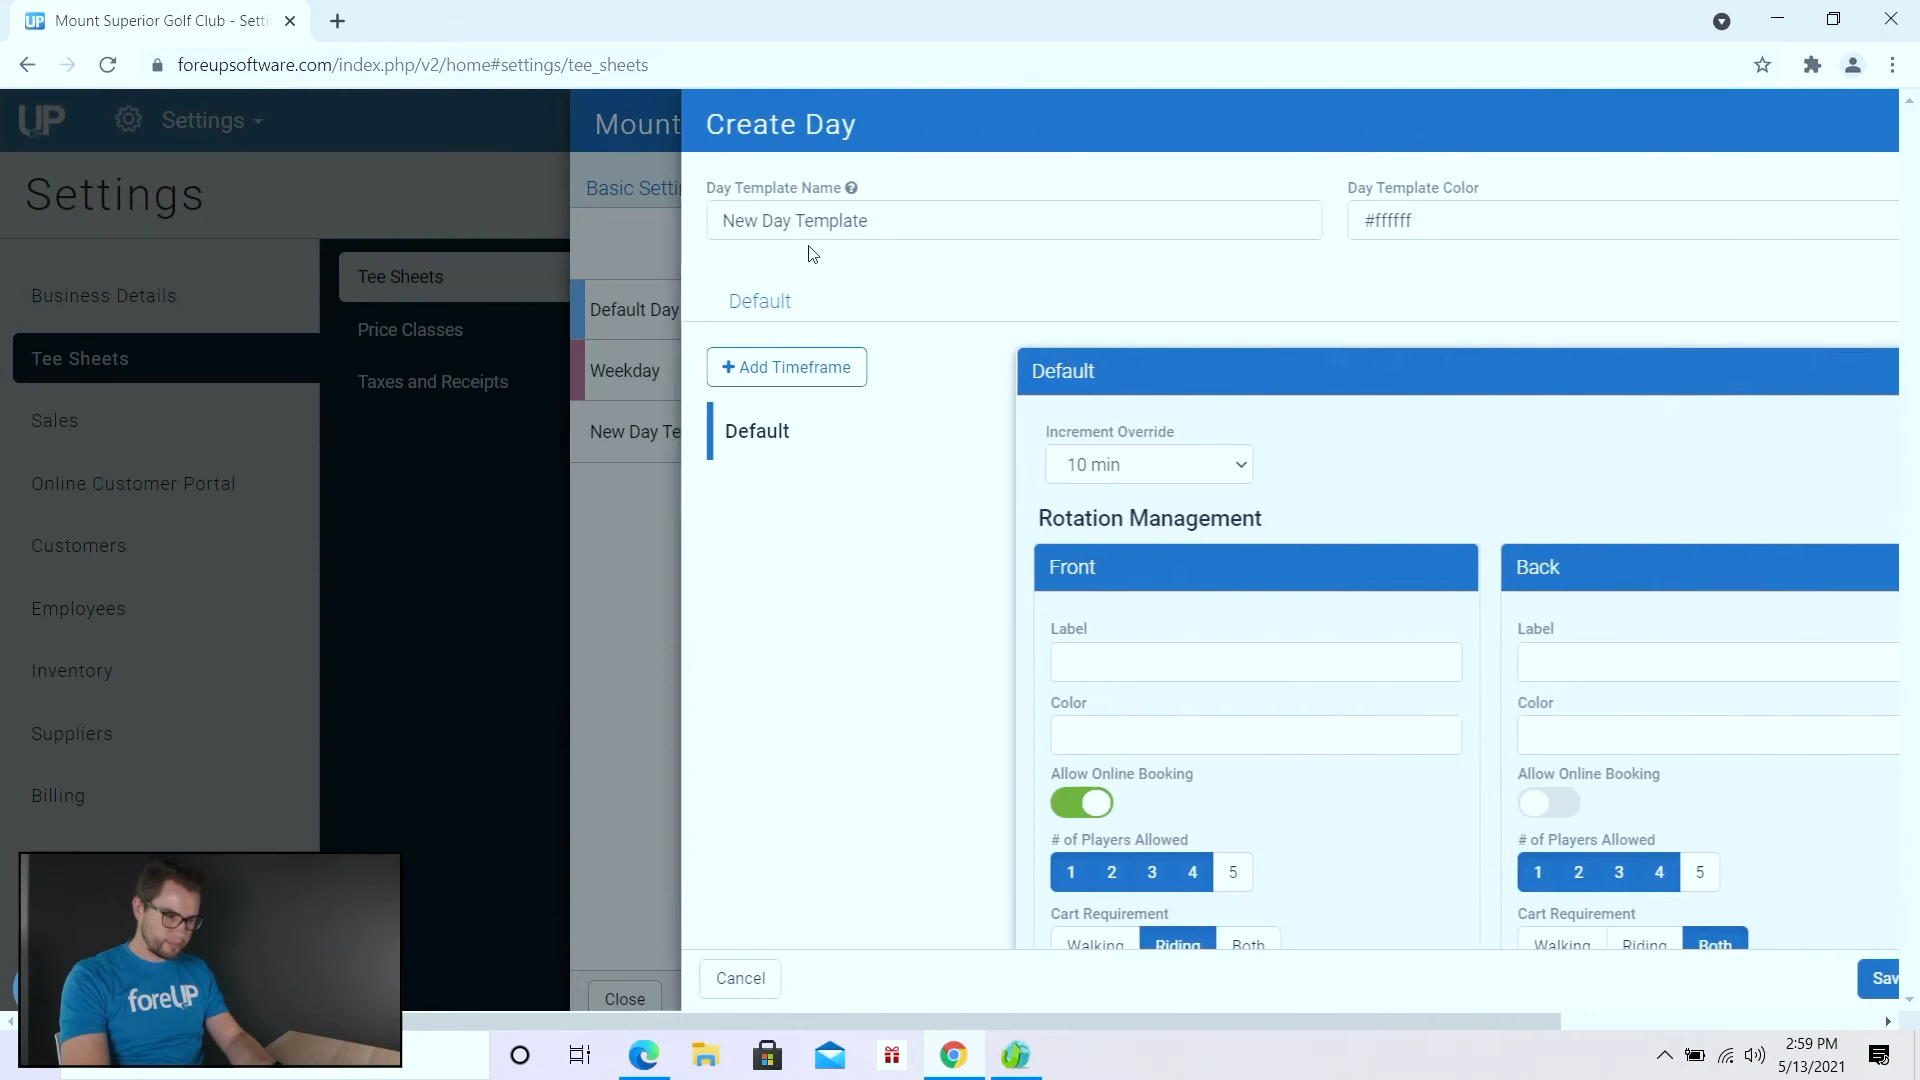 UP
Mount Superior Golf Club - Setti
foreupsoftware.com/index.php/v2/home#settings/tee_sheets
UP
Settings
Mount
Create Day
Settings
Basic Setti
Day Template Name
Day Template Color
New Day Template
#ffffff
Business Details
Tee Sheets
Sales
Online Customer Portal
Customers
Employees
Inventory
Suppliers
Billing
Tee Sheets
Price Classes
Taxes and Receipts
Default Day
Weekday
New Day Te
Close
Default
+ Add Timeframe
Default
Default
Increment Override
10 min
Rotation Management
Front
Label
Color
Allow Online Booking
# of Players Allowed
1 2 3 4 5
Cart Requirement
Walking Riding Both
Back
Label
Color
Allow Online Booking
# of Players Allowed
1 2 3 4 5
Cart Requirement
Walking Riding Both
Cancel
Sav
foreUP
2:59 PM
5/13/2021